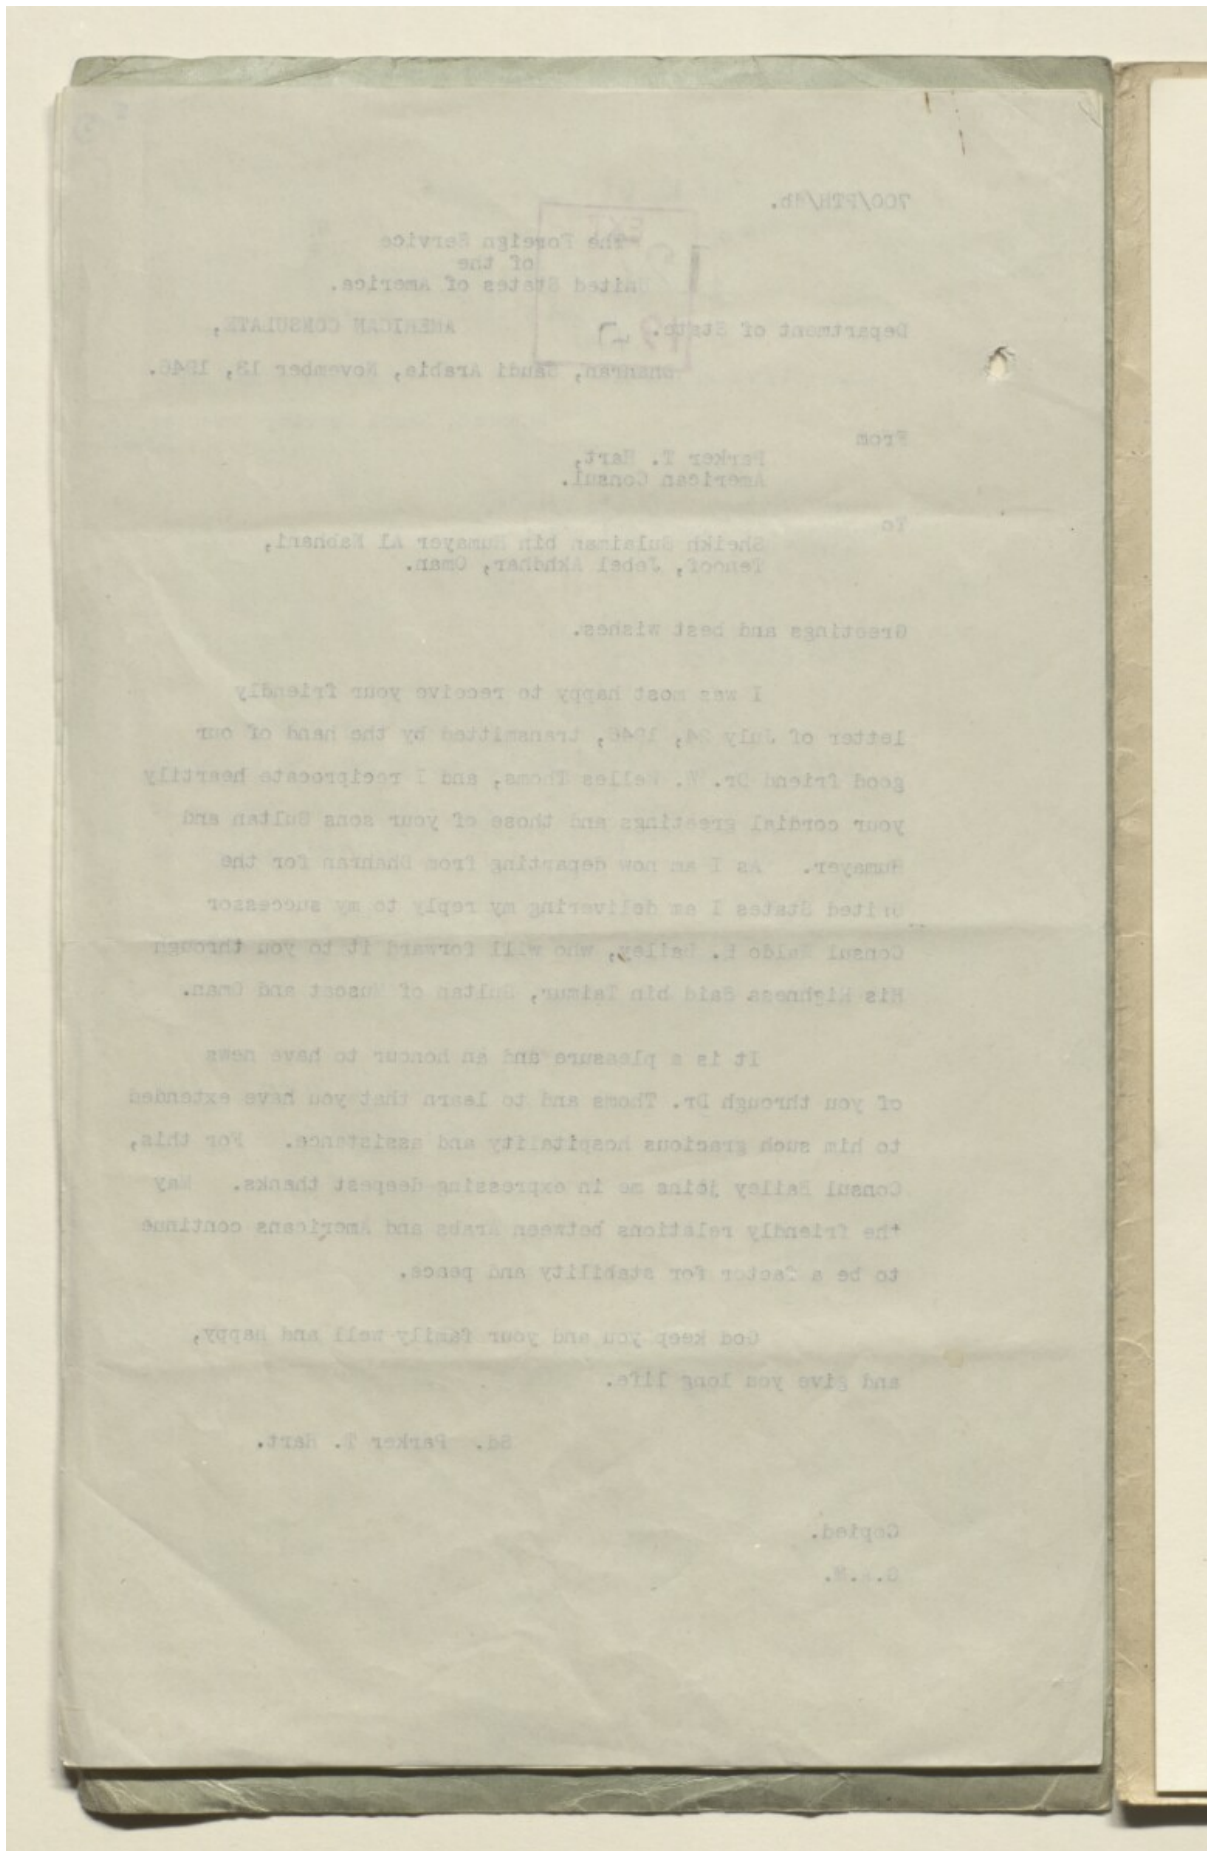 700/PTH/mb.
The Foreign Service
of the
United States of America.
Department of State. AMERICAN CONSULATE,
Dhahran, Saudi Arabia, November 13, 1946.
From
Parker T. Hart,
American Consul.
To
Sheikh Sulaiman bin Humayer Al Nabhani,
Tenoof, Jebel Akhdhar, Oman.
Greetings and best wishes.
I was most happy to receive your friendly
letter of July 24, 1946, transmitted by the hand of our
good friend Dr. W. Welles Thoms, and I reciprocate heartily
your cordial greetings and those of your sons Sultan and
Humayer. As I am now departing from Dhahran for the
United States I am delivering my reply to my successor
Consul Waldo E. Bailey, who will forward it to you through
His Highness Said bin Taimur, Sultan of Muscat and Oman.
It is a pleasure and an honour to have news
of you through Dr. Thoms and to learn that you have extended
to him such gracious hospitality and assistance. For this,
Consul Bailey joins me in expressing deepest thanks. May
the friendly relations between Arabs and Americans continue
to be a factor for stability and peace.
God keep you and your family well and happy,
and give you long life.
Sd. Parker T. Hart.
Copied.